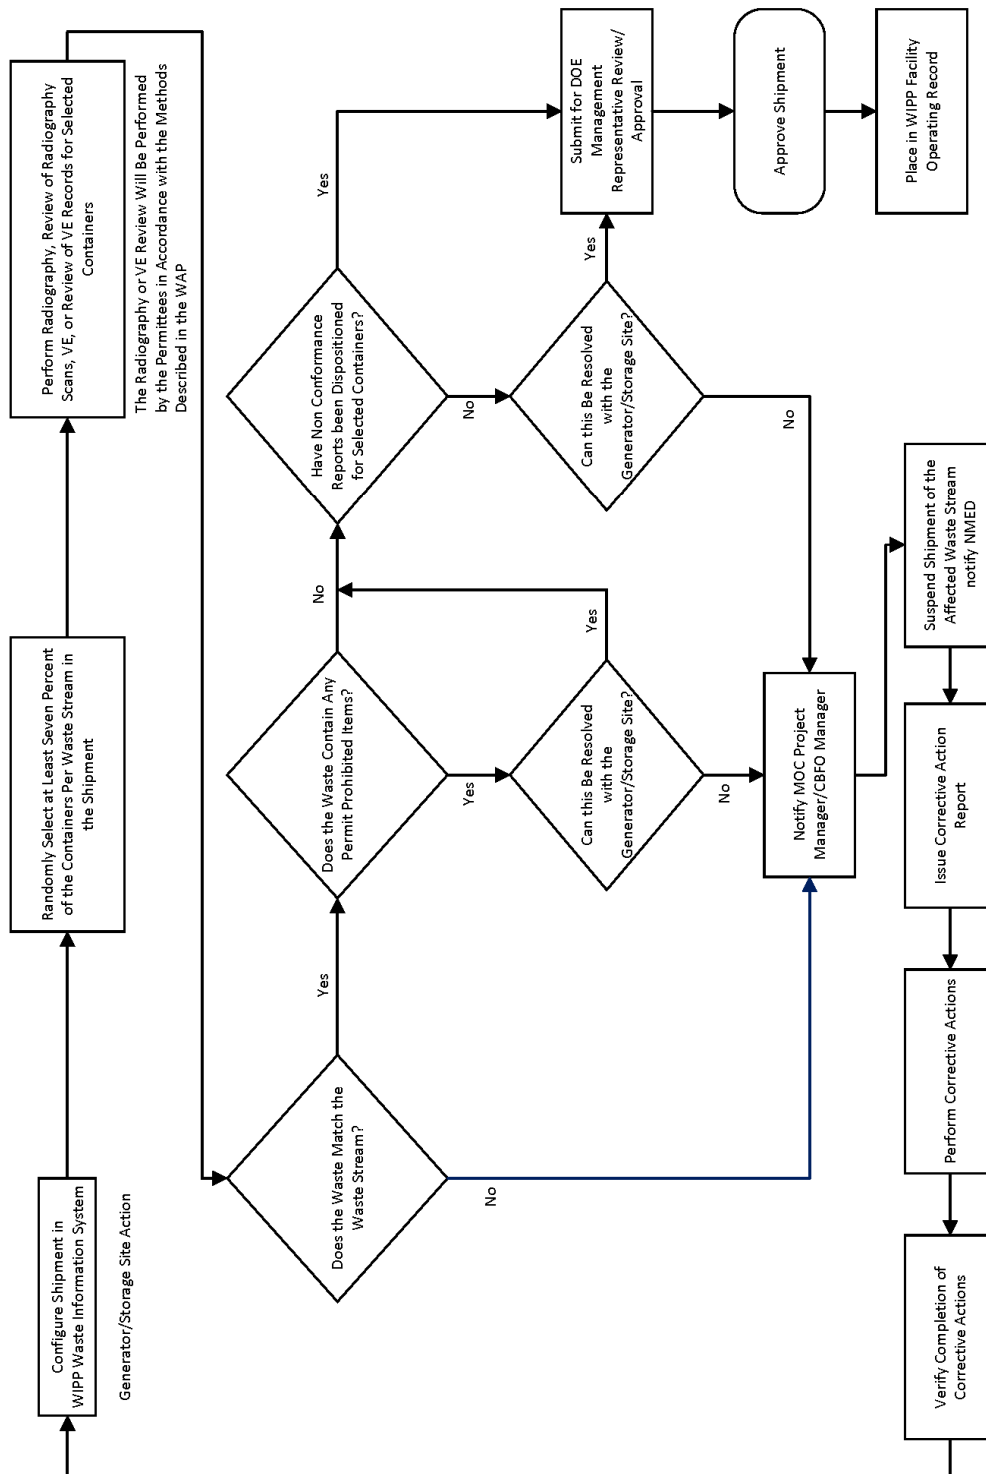 Configure Shipment in
WIPP Waste Information System
Generator/Storage Site Action
Randomly Select at Least Seven Percent
of the Containers Per Waste Stream in
the Shipment
Perform Radiography, Review of Radiography
Scans, VE, or Review of VE Records for Selected
Containers
The Radiography or VE Review Will Be Performed
by the Permittees in Accordance with the Methods
Described in the WAP
Does the Waste Match the
Waste Stream?
Yes
No
Does the Waste Contain Any
Permit Prohibited Items?
No
Yes
Have Non Conformance
Reports been Dispositioned
for Selected Containers?
Yes
No
Can this Be Resolved
with the
Generator/Storage Site?
Yes
No
Can this Be Resolved
with the
Generator/Storage Site?
Yes
No
Submit for DOE
Management
Representative Review/
Approval
Approve Shipment
Place in WIPP Facility
Operating Record
Notify MOC Project
Manager/CBFO Manager
Suspend Shipment of the
Affected Waste Stream
notify NMED
Issue Corrective Action
Report
Perform Corrective Actions
Verify Completion of
Corrective Actions